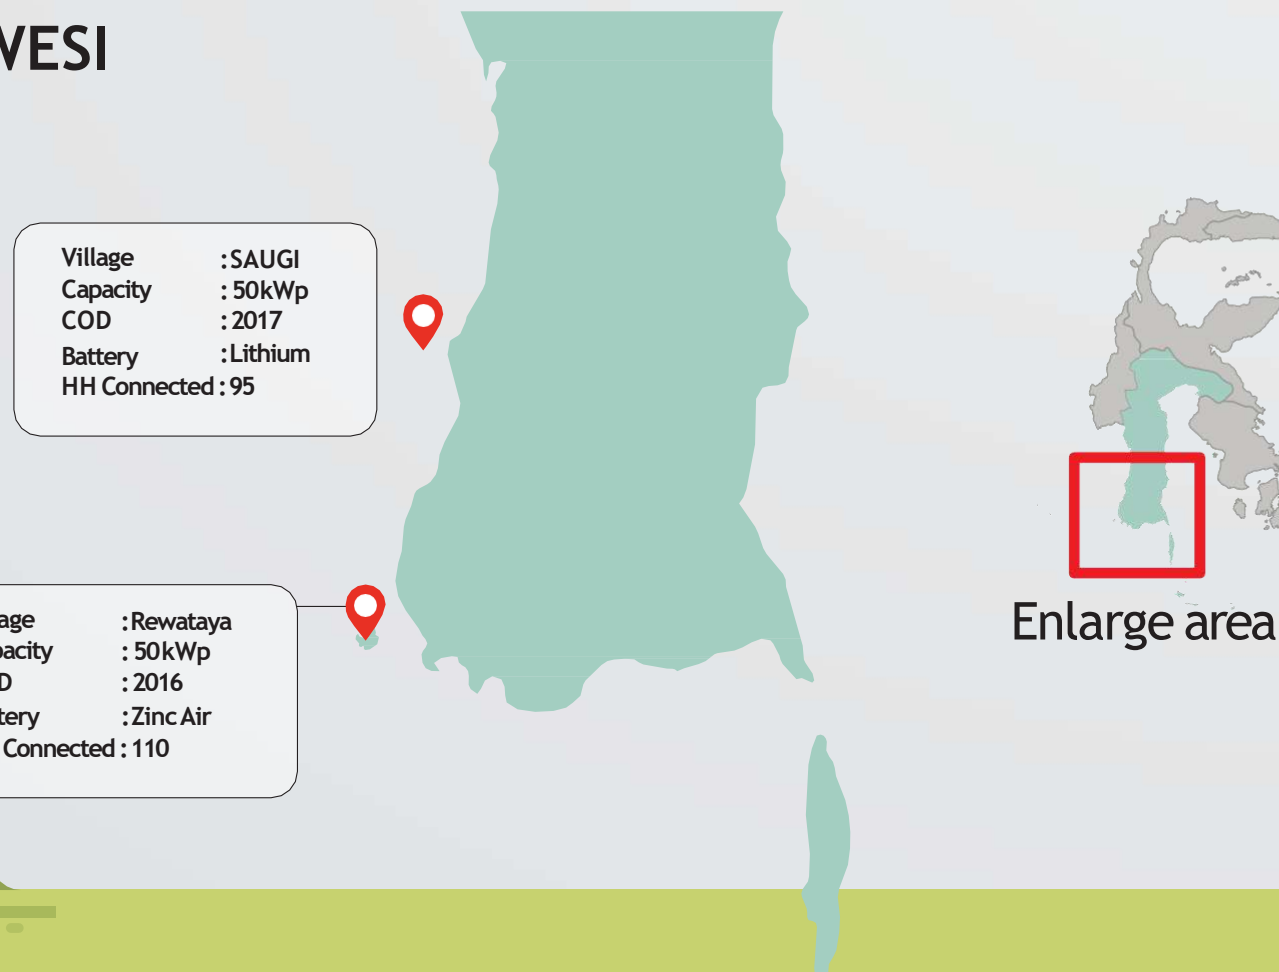 VESI
Village : SAUGI
Capacity : 50kWp
COD : 2017
Battery : Lithium
HH Connected : 95
age : Rewataya
acity : 50kWp
D : 2016
tery : Zinc Air
Connected : 110
Enlarge area